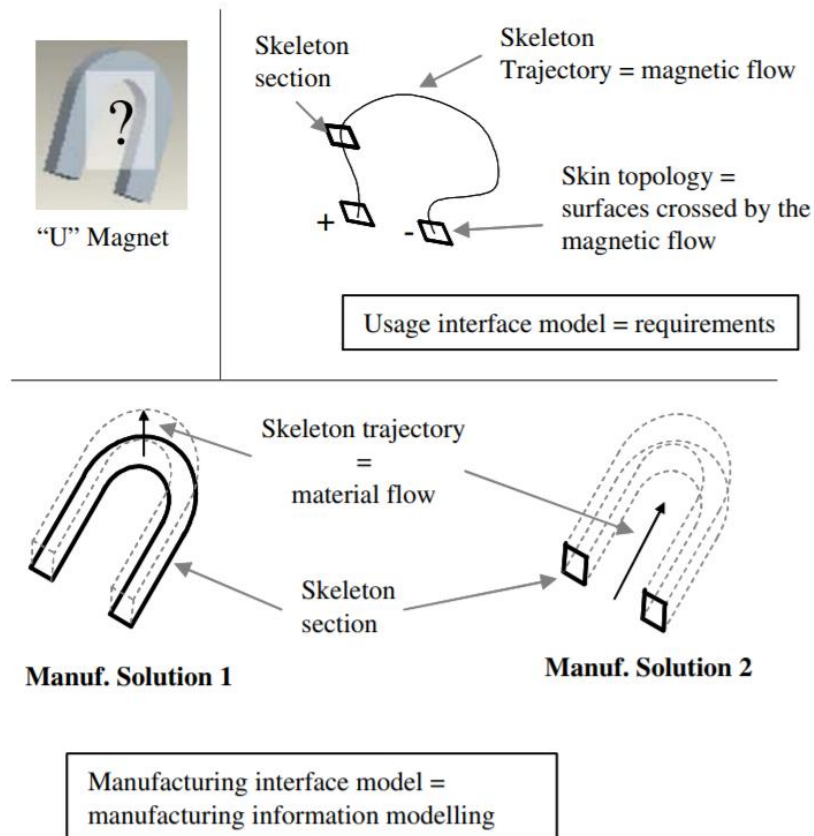 ?
“U” Magnet
Skeleton
section
Skeleton
Trajectory = magnetic flow
+
-
Skin topology =
surfaces crossed by the
magnetic flow
Usage interface model = requirements
Skeleton trajectory
=
material flow
Skeleton
section
Manuf. Solution 1
Manuf. Solution 2
Manufacturing interface model =
manufacturing information modelling